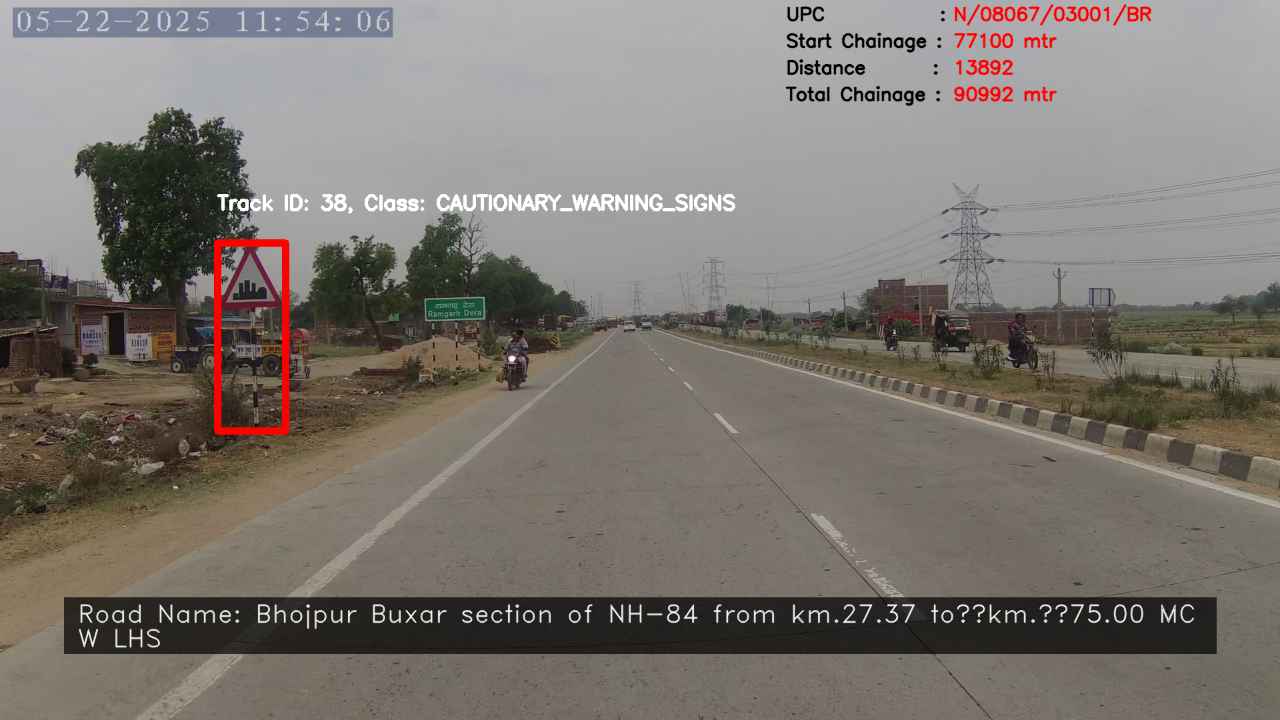 05-22-2025 11:54:06
UPC : N/08067/03001/BR
Start Chainage : 77100 mtr
Distance : 13892
Total Chainage : 90992 mtr
Track ID: 38, Class: CAUTIONARY_WARNING_SIGNS
Ramgarh Dera
Road Name: Bhojpur Buxar section of NH-84 from km.27.37 to??km.??75.00 MC
W LHS